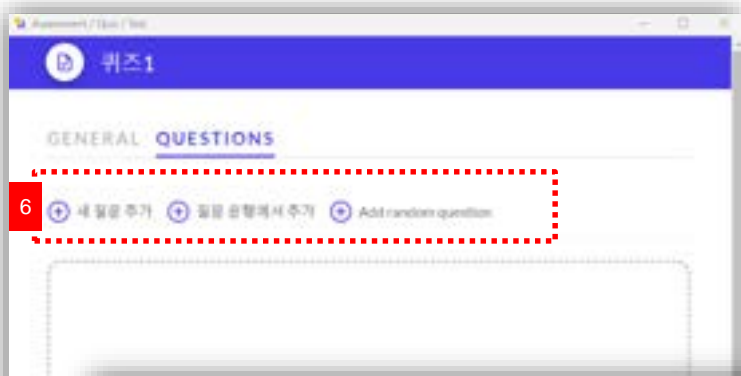 Assessment / Quiz / Test
퀴즈1
GENERAL QUESTIONS
6 새 질문 추가 질문 은행에서 추가 Add random question